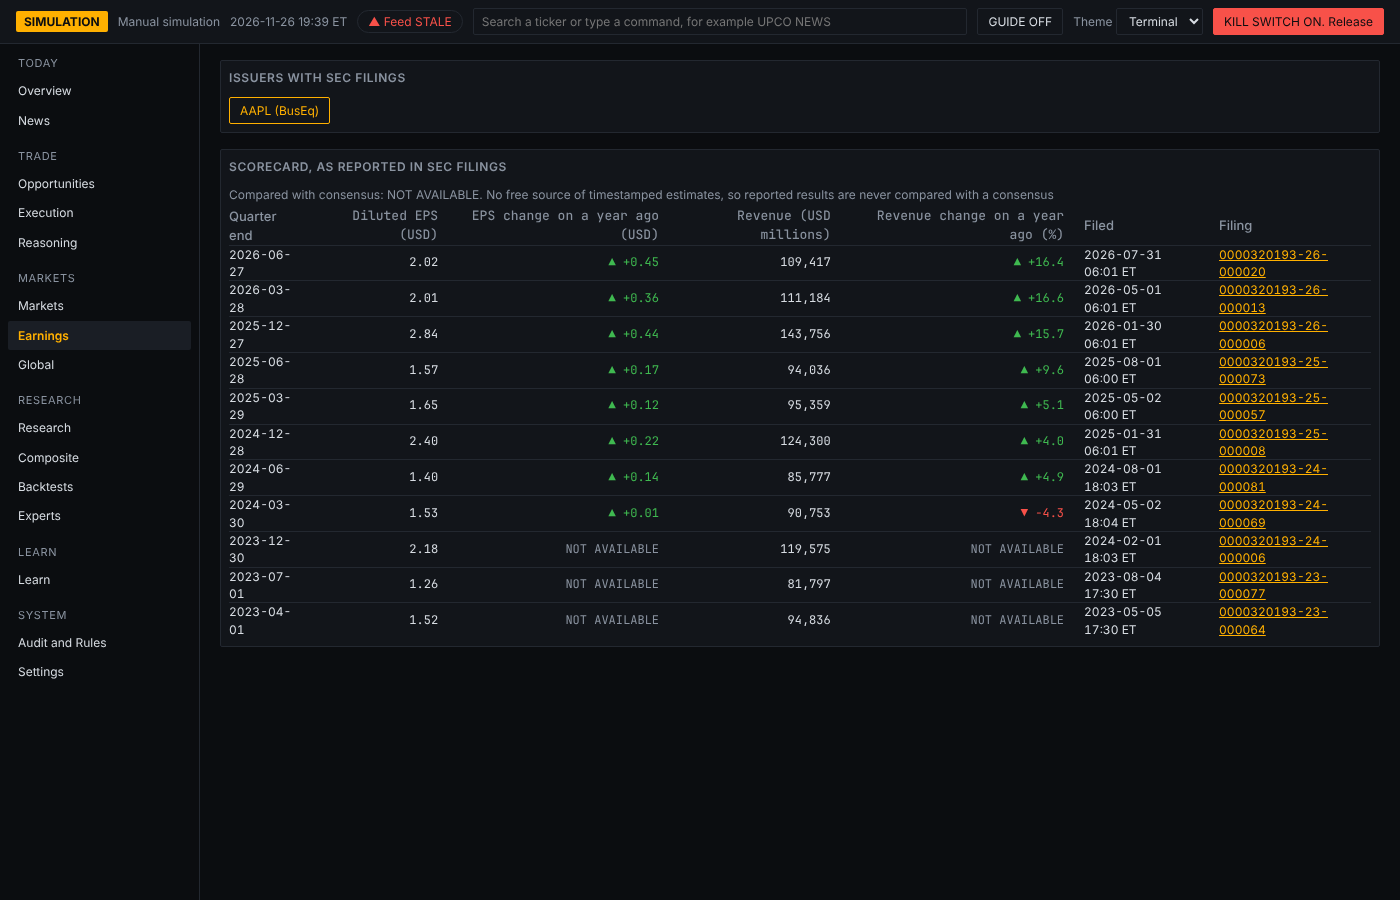 SIMULATION Manual simulation 2026-11-26 19:39 ET ▲ Feed STALE Search a ticker or type a command, for example UPCO NEWS GUIDE OFF Theme Terminal KILL SWITCH ON. Release
TODAY
Overview
News
TRADE
Opportunities
Execution
Reasoning
MARKETS
Markets
Earnings
Global
RESEARCH
Research
Composite
Backtests
Experts
LEARN
Learn
SYSTEM
Audit and Rules
Settings
ISSUERS WITH SEC FILINGS
AAPL (BusEq)
SCORECARD, AS REPORTED IN SEC FILINGS
Compared with consensus: NOT AVAILABLE. No free source of timestamped estimates, so reported results are never compared with a consensus
Quarter end Diluted EPS (USD) EPS change on a year ago (USD) Revenue (USD millions) Revenue change on a year ago (%) Filed Filing
2026-06-27 2.02 ▲ +0.45 109,417 ▲ +16.4 2026-07-31 06:01 ET 0000320193-26-000020
2026-03-28 2.01 ▲ +0.36 111,184 ▲ +16.6 2026-05-01 06:01 ET 0000320193-26-000013
2025-12-27 2.84 ▲ +0.44 143,756 ▲ +15.7 2026-01-30 06:01 ET 0000320193-26-000006
2025-06-28 1.57 ▲ +0.17 94,036 ▲ +9.6 2025-08-01 06:00 ET 0000320193-25-000073
2025-03-29 1.65 ▲ +0.12 95,359 ▲ +5.1 2025-05-02 06:00 ET 0000320193-25-000057
2024-12-28 2.40 ▲ +0.22 124,300 ▲ +4.0 2025-01-31 06:01 ET 0000320193-25-000008
2024-06-29 1.40 ▲ +0.14 85,777 ▲ +4.9 2024-08-01 18:03 ET 0000320193-24-000081
2024-03-30 1.53 ▲ +0.01 90,753 ▼ -4.3 2024-05-02 18:04 ET 0000320193-24-000069
2023-12-30 2.18 NOT AVAILABLE 119,575 NOT AVAILABLE 2024-02-01 18:03 ET 0000320193-24-000006
2023-07-01 1.26 NOT AVAILABLE 81,797 NOT AVAILABLE 2023-08-04 17:30 ET 0000320193-23-000077
2023-04-01 1.52 NOT AVAILABLE 94,836 NOT AVAILABLE 2023-05-05 17:30 ET 0000320193-23-000064